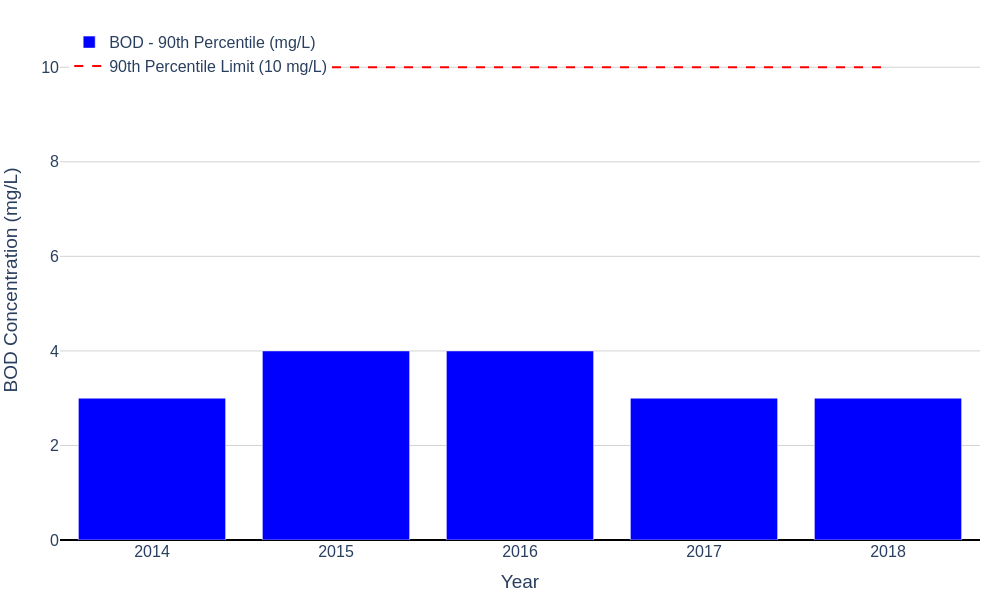 BOD - 90th Percentile (mg/L)
90th Percentile Limit (10 mg/L)
BOD Concentration (mg/L)
10
8
6
4
2
0
2014
2015
2016
2017
2018
Year